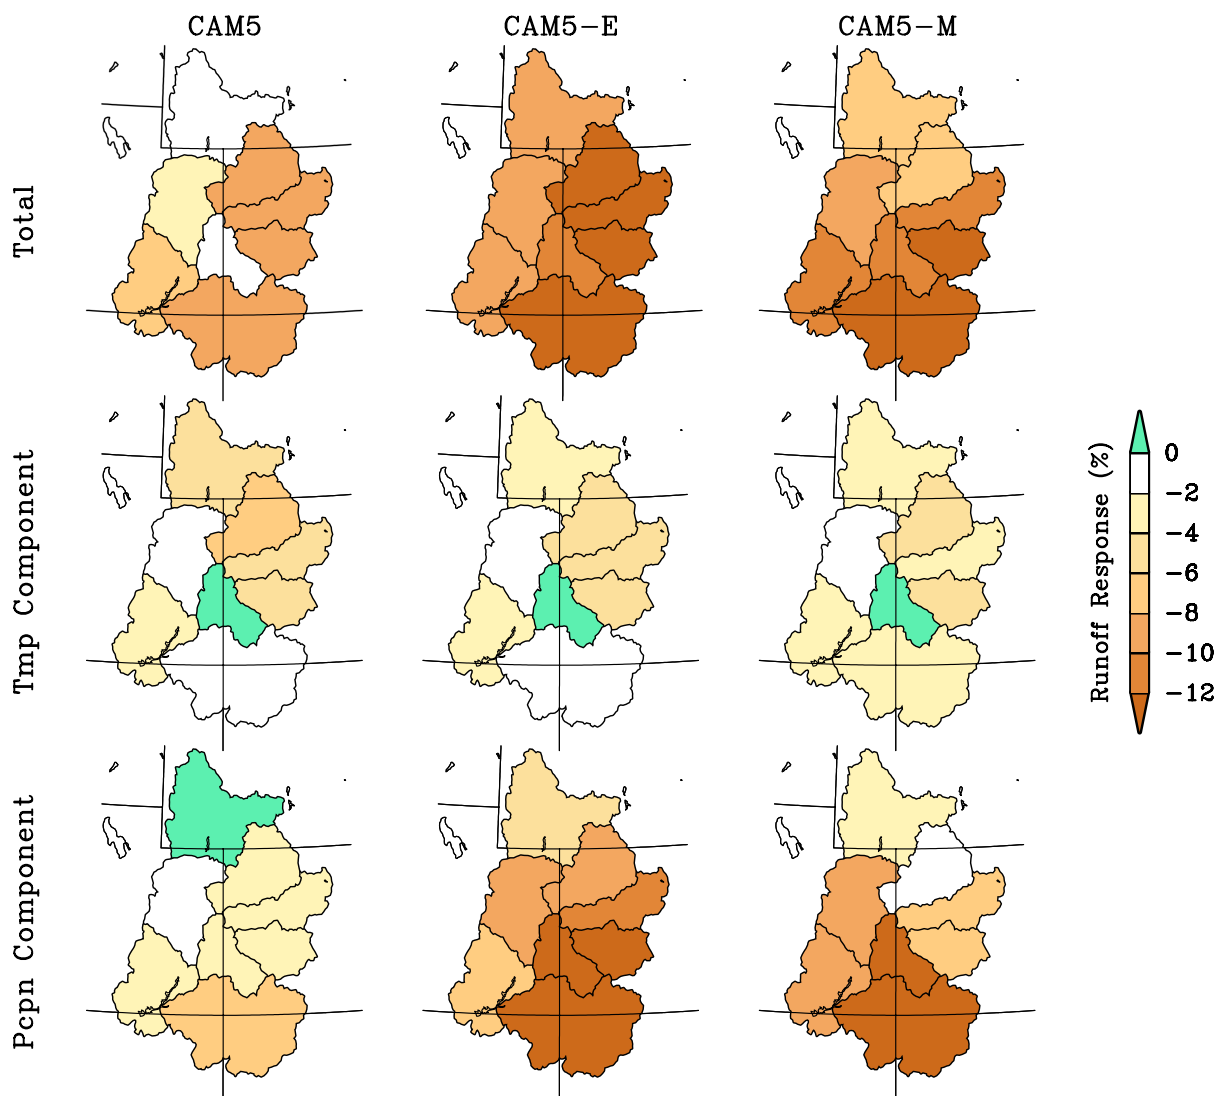 CAM5 CAM5-E CAM5-M
Total
Tmp Component
Pcpn Component
Runoff Response (%)
0
-2
-4
-6
-8
-10
-12